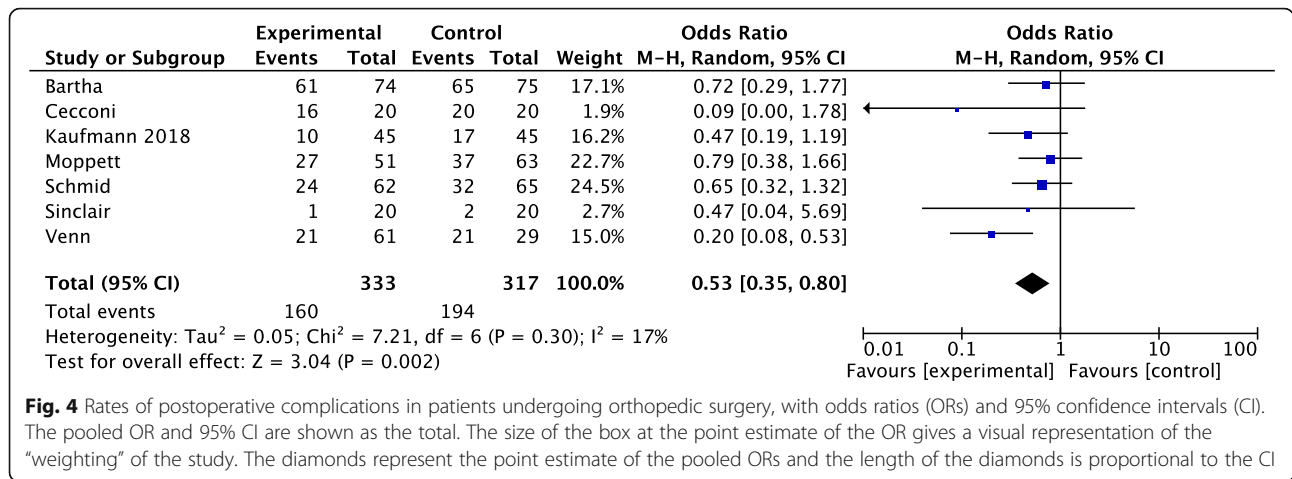 Experimental Control Odds Ratio Odds Ratio
Study or Subgroup Events Total Events Total Weight M-H, Random, 95% CI M-H, Random, 95% CI
Bartha 61 74 65 75 17.1% 0.72 [0.29, 1.77]
Cecconi 16 20 20 20 1.9% 0.09 [0.00, 1.78]
Kaufmann 2018 10 45 17 45 16.2% 0.47 [0.19, 1.19]
Moppett 27 51 37 63 22.7% 0.79 [0.38, 1.66]
Schmid 24 62 32 65 24.5% 0.65 [0.32, 1.32]
Sinclair 1 20 2 20 2.7% 0.47 [0.04, 5.69]
Venn 21 61 21 29 15.0% 0.20 [0.08, 0.53]
Total (95% CI) 333 317 100.0% 0.53 [0.35, 0.80]
Total events 160 194
Heterogeneity: Tau² = 0.05; Chi² = 7.21, df = 6 (P = 0.30); I² = 17%
Test for overall effect: Z = 3.04 (P = 0.002)
0.01 0.1 1 10 100
Favours [experimental] Favours [control]
Fig. 4 Rates of postoperative complications in patients undergoing orthopedic surgery, with odds ratios (ORs) and 95% confidence intervals (CI).
The pooled OR and 95% CI are shown as the total. The size of the box at the point estimate of the OR gives a visual representation of the
“weighting” of the study. The diamonds represent the point estimate of the pooled ORs and the length of the diamonds is proportional to the CI